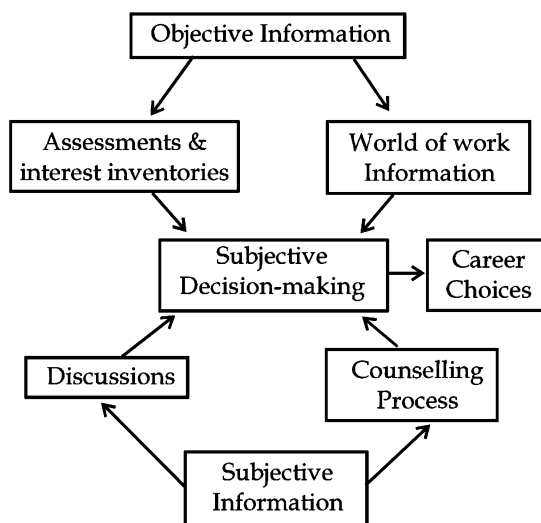 Objective Information
Assessments &
interest inventories
World of work
Information
Subjective
Decision-making
Career
Choices
Discussions
Counselling
Process
Subjective
Information